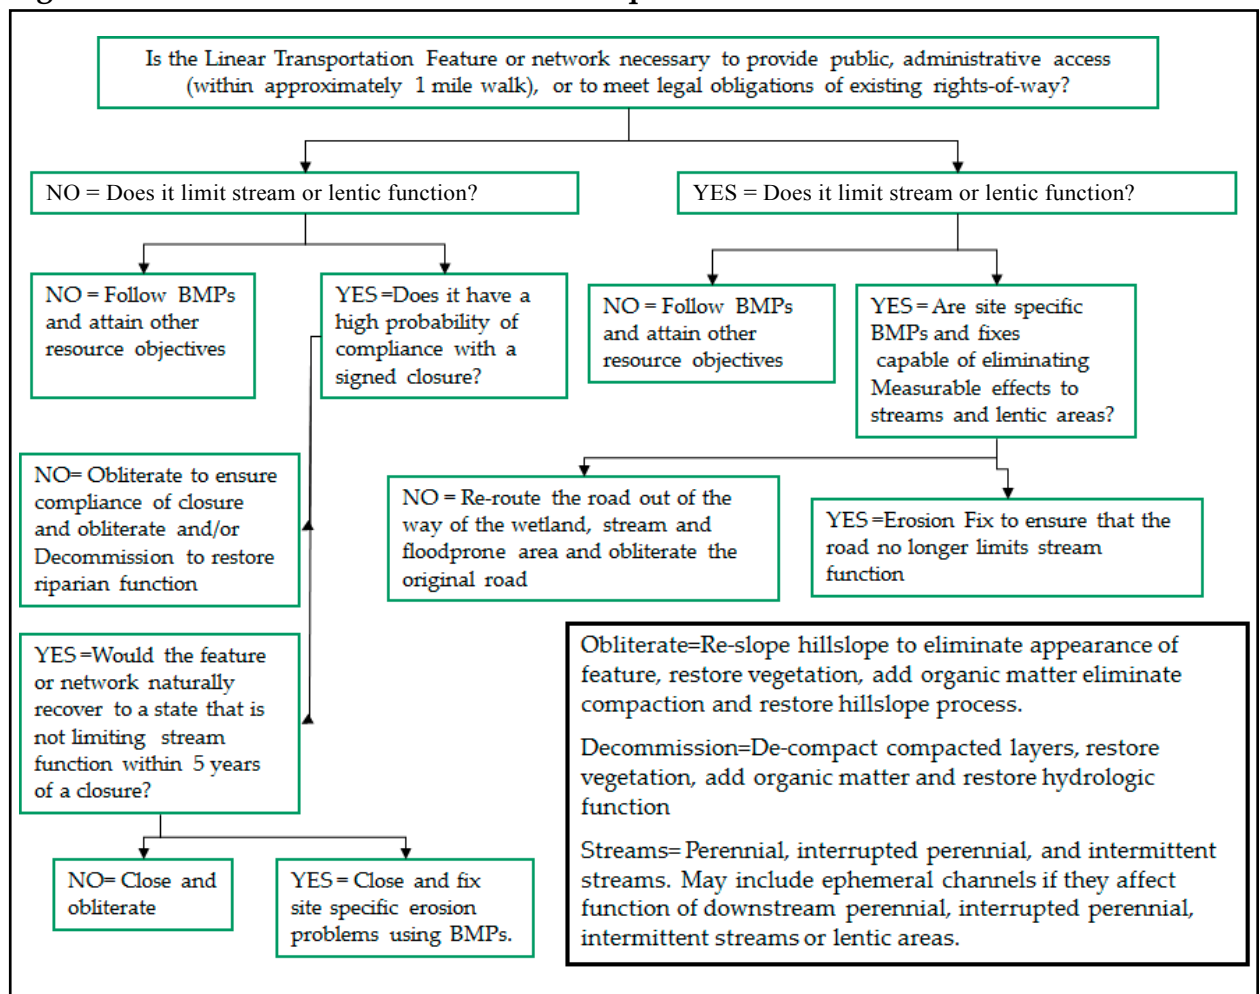 Is the Linear Transportation Feature or network necessary to provide public, administrative access
(within approximately 1 mile walk), or to meet legal obligations of existing rights-of-way?
NO = Does it limit stream or lentic function?
YES = Does it limit stream or lentic function?
NO = Follow BMPs
and attain other
resource objectives
YES =Does it have a
high probability of
compliance with a
signed closure?
NO = Follow BMPs
and attain other
resource objectives
YES = Are site specific
BMPs and fixes
capable of eliminating
Measurable effects to
streams and lentic areas?
NO= Obliterate to ensure
compliance of closure
and obliterate and/or
Decommission to restore
riparian function
NO = Re-route the road out of the
way of the wetland, stream and
floodprone area and obliterate the
original road
YES =Erosion Fix to ensure that the
road no longer limits stream
function
YES =Would the feature
or network naturally
recover to a state that is
not limiting stream
function within 5 years
of a closure?
NO= Close and
obliterate
YES = Close and fix
site specific erosion
problems using BMPs.
Obliterate=Re-slope hillslope to eliminate appearance of
feature, restore vegetation, add organic matter eliminate
compaction and restore hillslope process.
Decommission=De-compact compacted layers, restore
vegetation, add organic matter and restore hydrologic
function
Streams= Perennial, interrupted perennial, and intermittent
streams. May include ephemeral channels if they affect
function of downstream perennial, interrupted perennial,
intermittent streams or lentic areas.